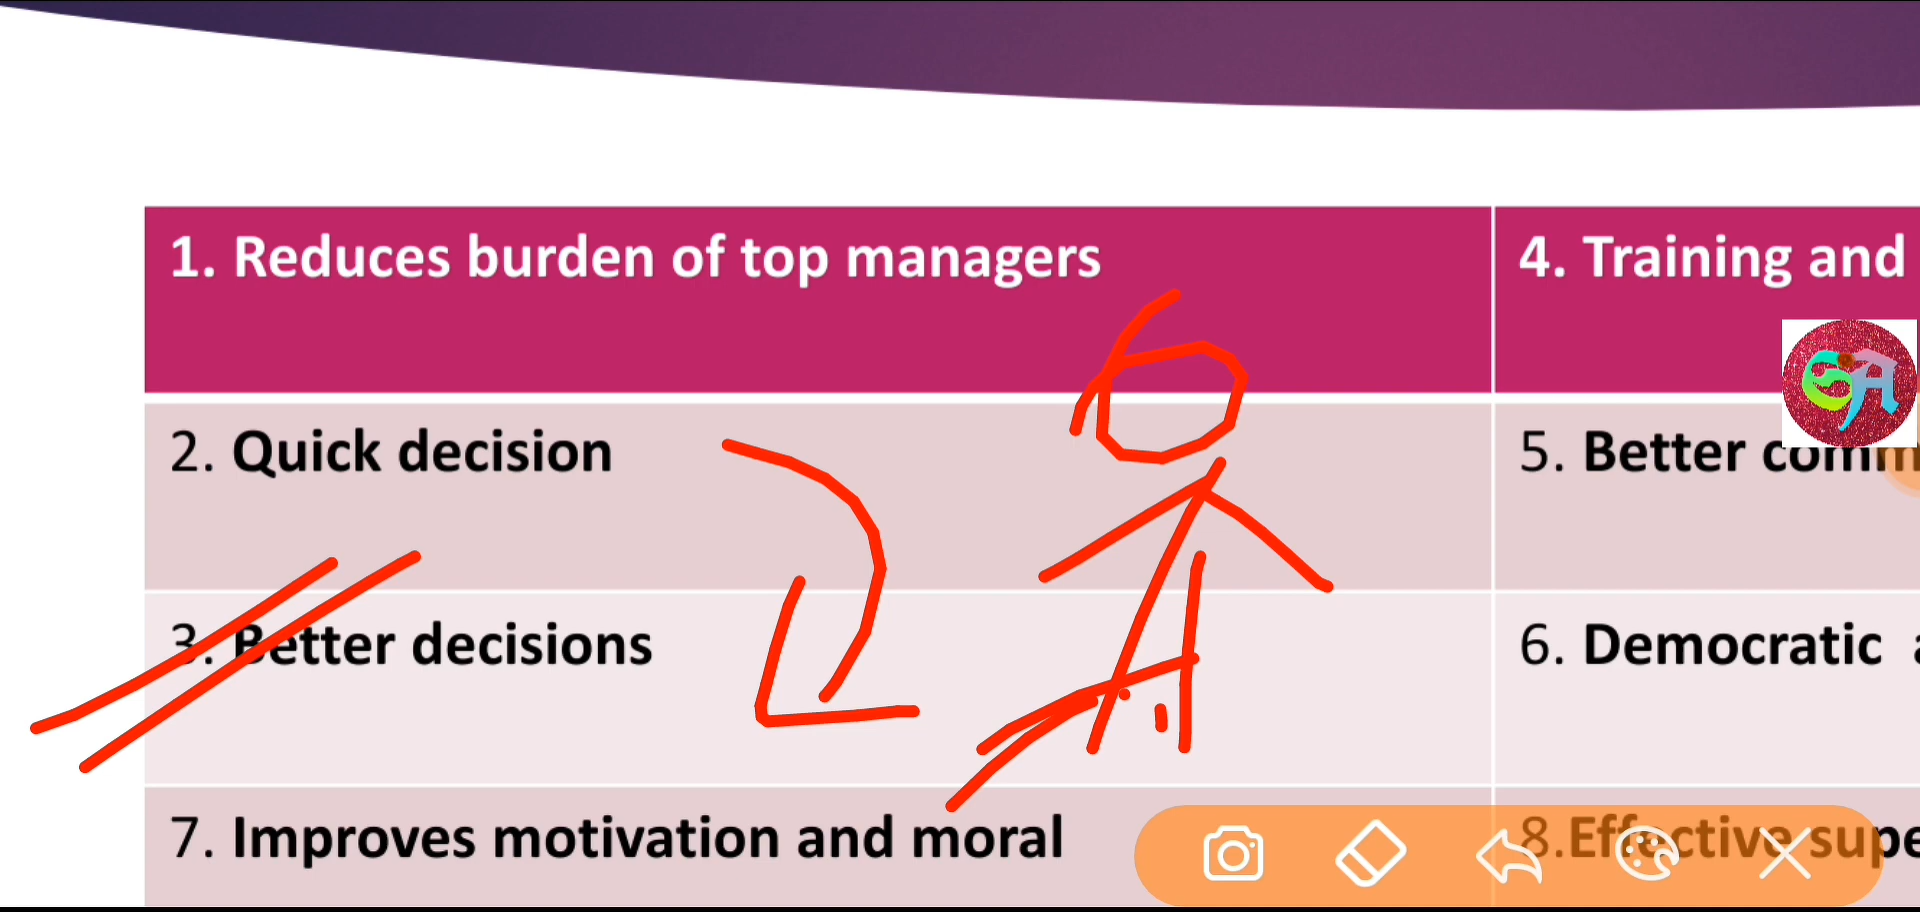 1. Reduces burden of top managers
4. Training and
2. Quick decision
5. Better comm
3. Better decisions
6. Democratic
7. Improves motivation and moral
8.Effective supe